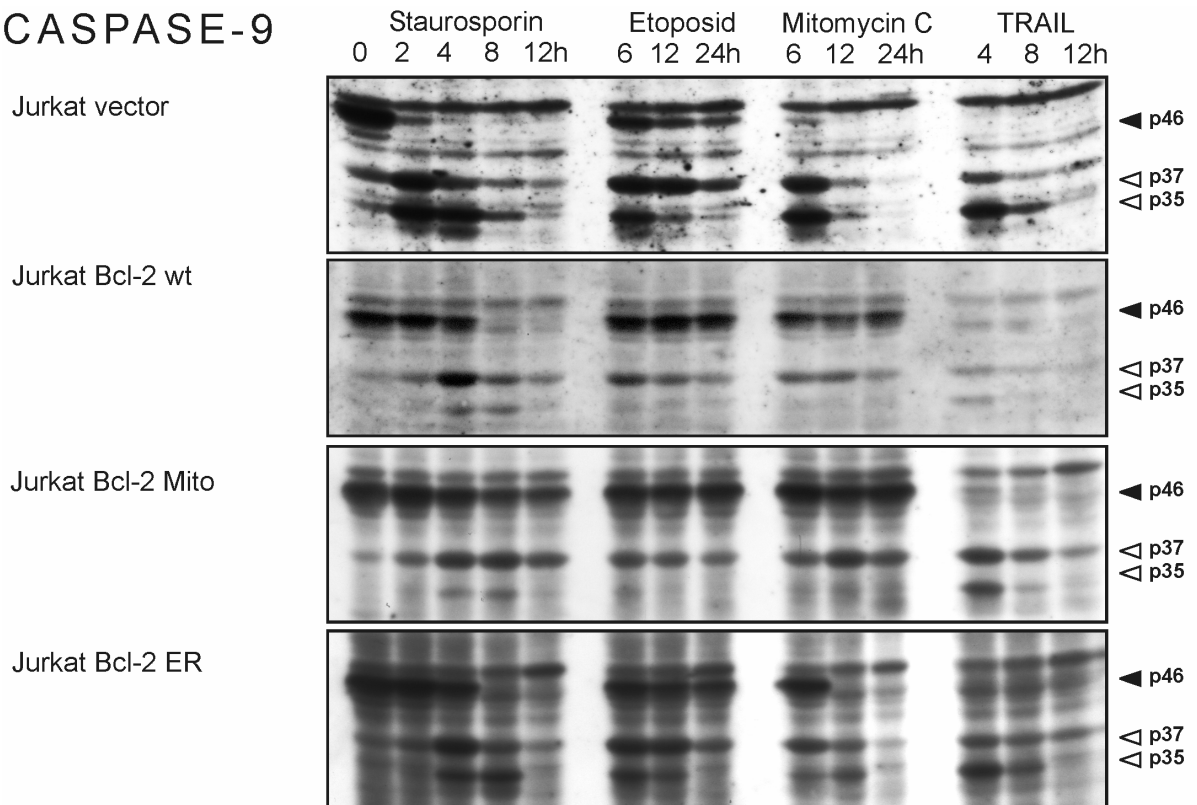 CASPASE-9
Staurosporin Etoposid Mitomycin C TRAIL
0 2 4 8 12h 6 12 24h 6 12 24h 4 8 12h
Jurkat vector
p46
p37
p35
Jurkat Bcl-2 wt
p46
p37
p35
Jurkat Bcl-2 Mito
p46
p37
p35
Jurkat Bcl-2 ER
p46
p37
p35